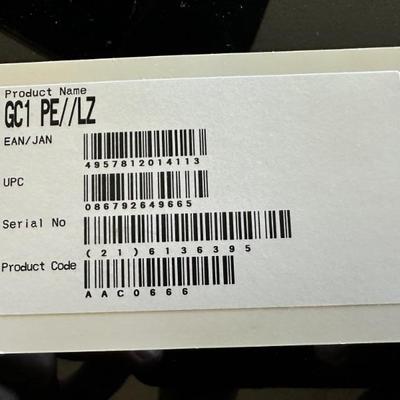 Product Name
GC1 PE//LZ
EAN/JAN
4957812014113
UPC
086792649665
Serial No
(21)6136395
Product Code
AAC0666